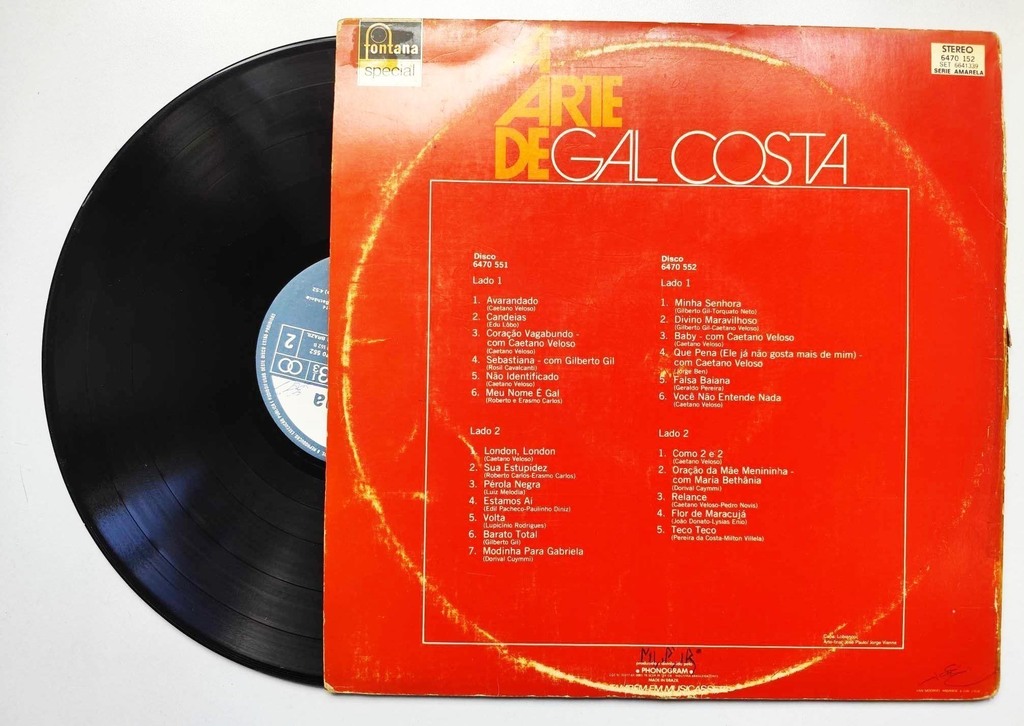 fontana
special
STEREO
6470 152
SET 6641339
SERIE AMARELA
A
ARTE
DE GAL COSTA
Disco
6470 551
Lado 1
1. Avarandado
(Caetano Veloso)
2. Candeias
(Edu Lôbo)
3. Coração Vagabundo -
com Caetano Veloso
(Caetano Veloso)
4. Sebastiana - com Gilberto Gil
(Rosil Cavalcanti)
5. Não Identificado
(Caetano Veloso)
6. Meu Nome É Gal
(Roberto e Erasmo Carlos)
Lado 2
London, London
(Caetano Veloso)
2. Sua Estupidez
(Roberto Carlos-Erasmo Carlos)
3. Pérola Negra
(Luiz Melodia)
4. Estamos Aí
(Edil Pacheco-Paulinho Diniz)
5. Volta
(Lupicínio Rodrigues)
6. Barato Total
(Gilberto Gil)
7. Modinha Para Gabriela
(Dorival Cuymmi)
Disco
6470 552
Lado 1
1. Minha Senhora
(Gilberto Gil-Torquato Neto)
2. Divino Maravilhoso
(Gilberto Gil-Caetano Veloso)
3. Baby - com Caetano Veloso
(Caetano Veloso)
4. Que Pena (Ele já não gosta mais de mim) -
com Caetano Veloso
(Jorge Ben)
5. Falsa Baiana
(Geraldo Pereira)
6. Você Não Entende Nada
(Caetano Veloso)
Lado 2
1. Como 2 e 2
(Caetano Veloso)
2. Oração da Mãe Menininha -
com Maria Bethânia
(Dorival Caymmi)
3. Relance
(Caetano Veloso-Pedro Novis)
4. Flor de Maracujá
(João Donato-Lysias Enio)
5. Teco Teco
(Pereira da Costa-Milton Villela)
PHONOGRAM
MADE IN BRAZIL
EM MUSICASS
2
33